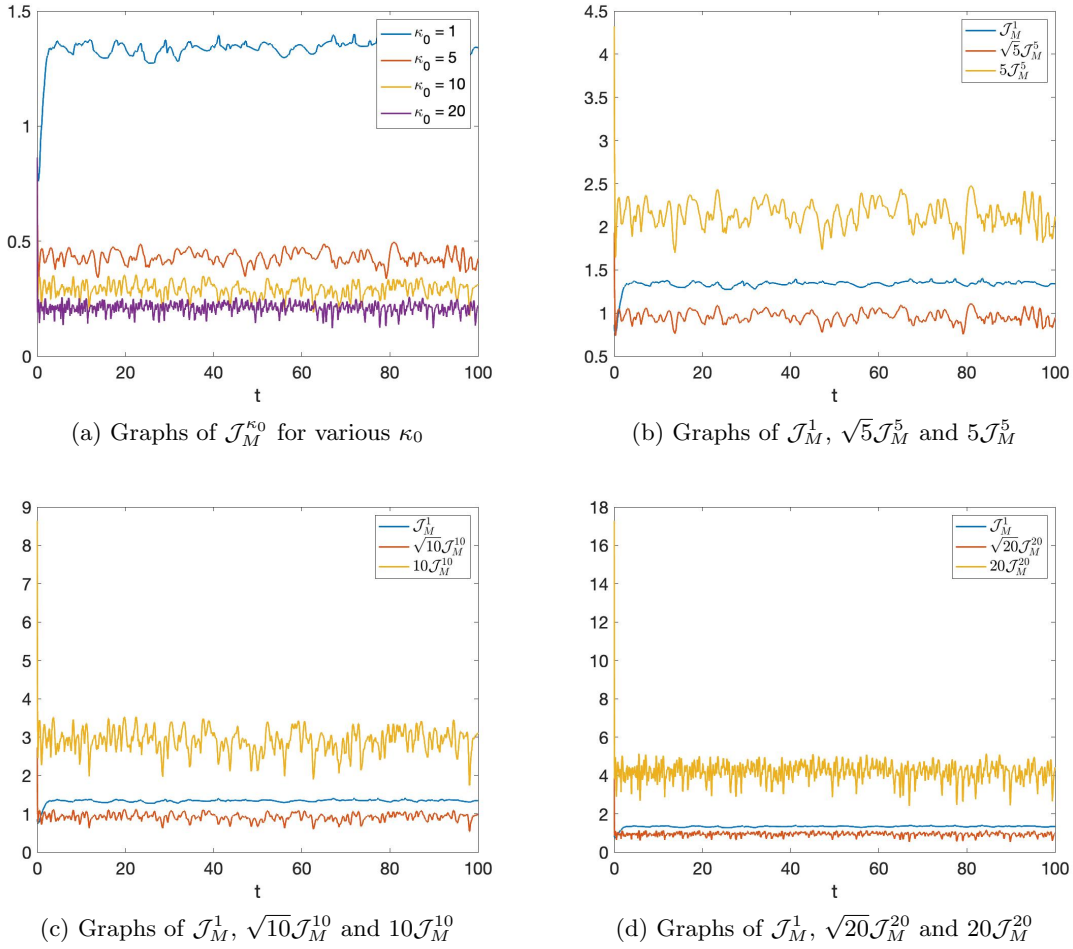 1.5
1
0.5
0
κ₀ = 1
κ₀ = 5
κ₀ = 10
κ₀ = 20
0 20 40 60 80 100
t
(a) Graphs of 𝒥_M^{κ₀} for various κ₀
4.5
4
3.5
3
2.5
2
1.5
1
0.5
𝒥_M^1
√5𝒥_M^5
5𝒥_M^5
0 20 40 60 80 100
t
(b) Graphs of 𝒥_M^1, √5𝒥_M^5 and 5𝒥_M^5
9
8
7
6
5
4
3
2
1
0
𝒥_M^1
√10𝒥_M^{10}
10𝒥_M^{10}
0 20 40 60 80 100
t
(c) Graphs of 𝒥_M^1, √10𝒥_M^{10} and 10𝒥_M^{10}
18
16
14
12
10
8
6
4
2
0
𝒥_M^1
√20𝒥_M^{20}
20𝒥_M^{20}
0 20 40 60 80 100
t
(d) Graphs of 𝒥_M^1, √20𝒥_M^{20} and 20𝒥_M^{20}